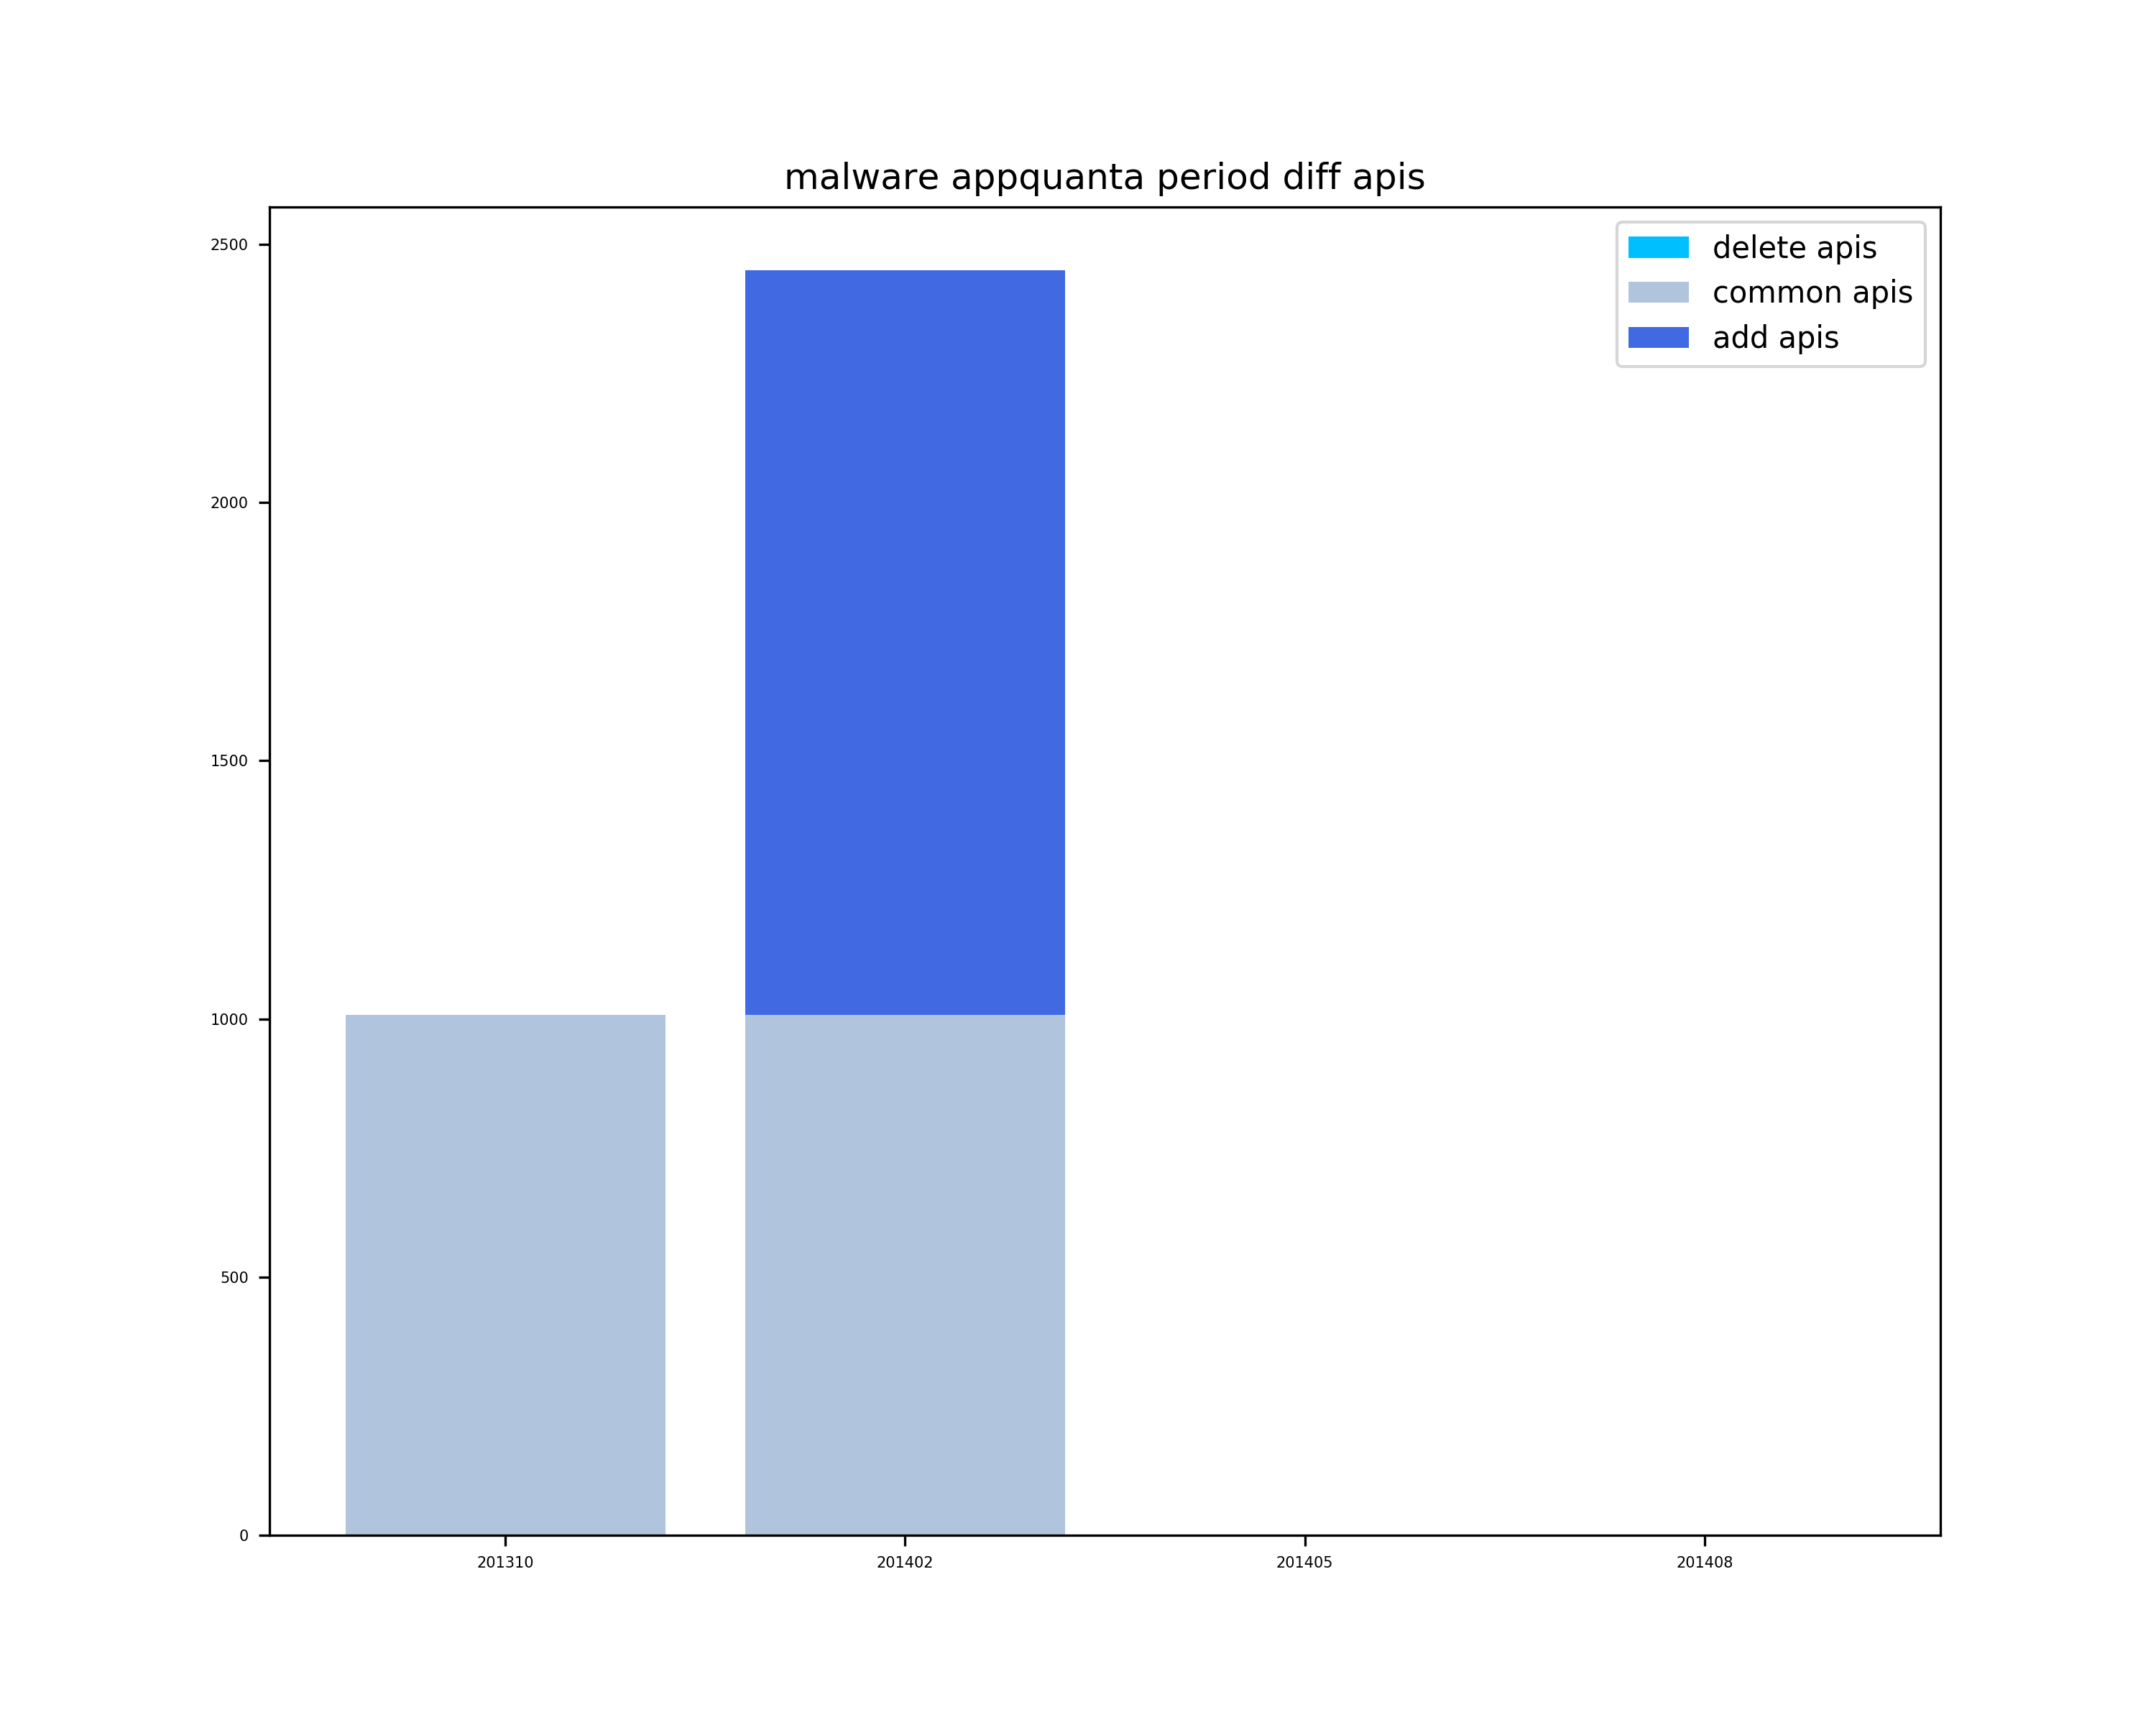 malware appquanta period diff apis
delete apis
common apis
add apis
2500
2000
1500
1000
500
0
201310 201402 201405 201408